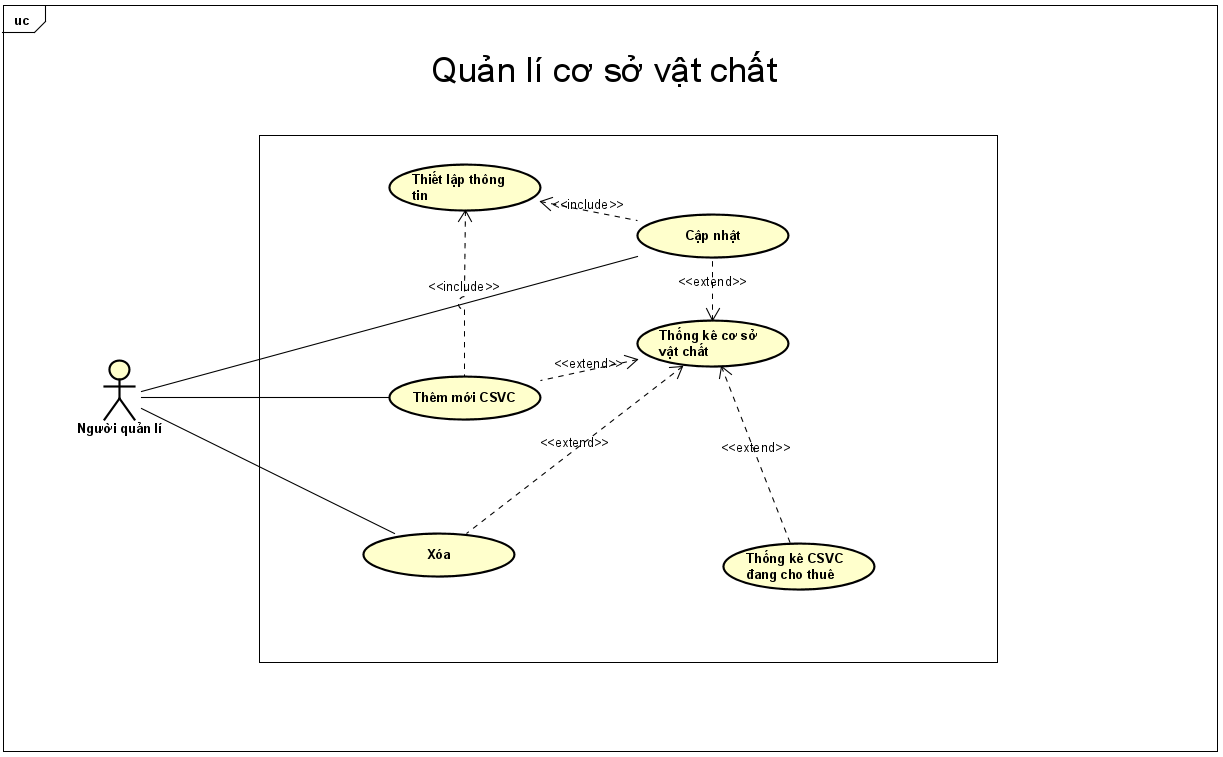 uc
Quản lí cơ sở vật chất
Thiết lập thông
tin
<<include>>
Cập nhật
<<extend>>
<<include>>
Thống kê cơ sở
vật chất
<<extend>>
Thêm mới CSVC
Người quản lí
<<extend>>
<<extend>>
Xóa
Thống kê CSVC
đang cho thuê